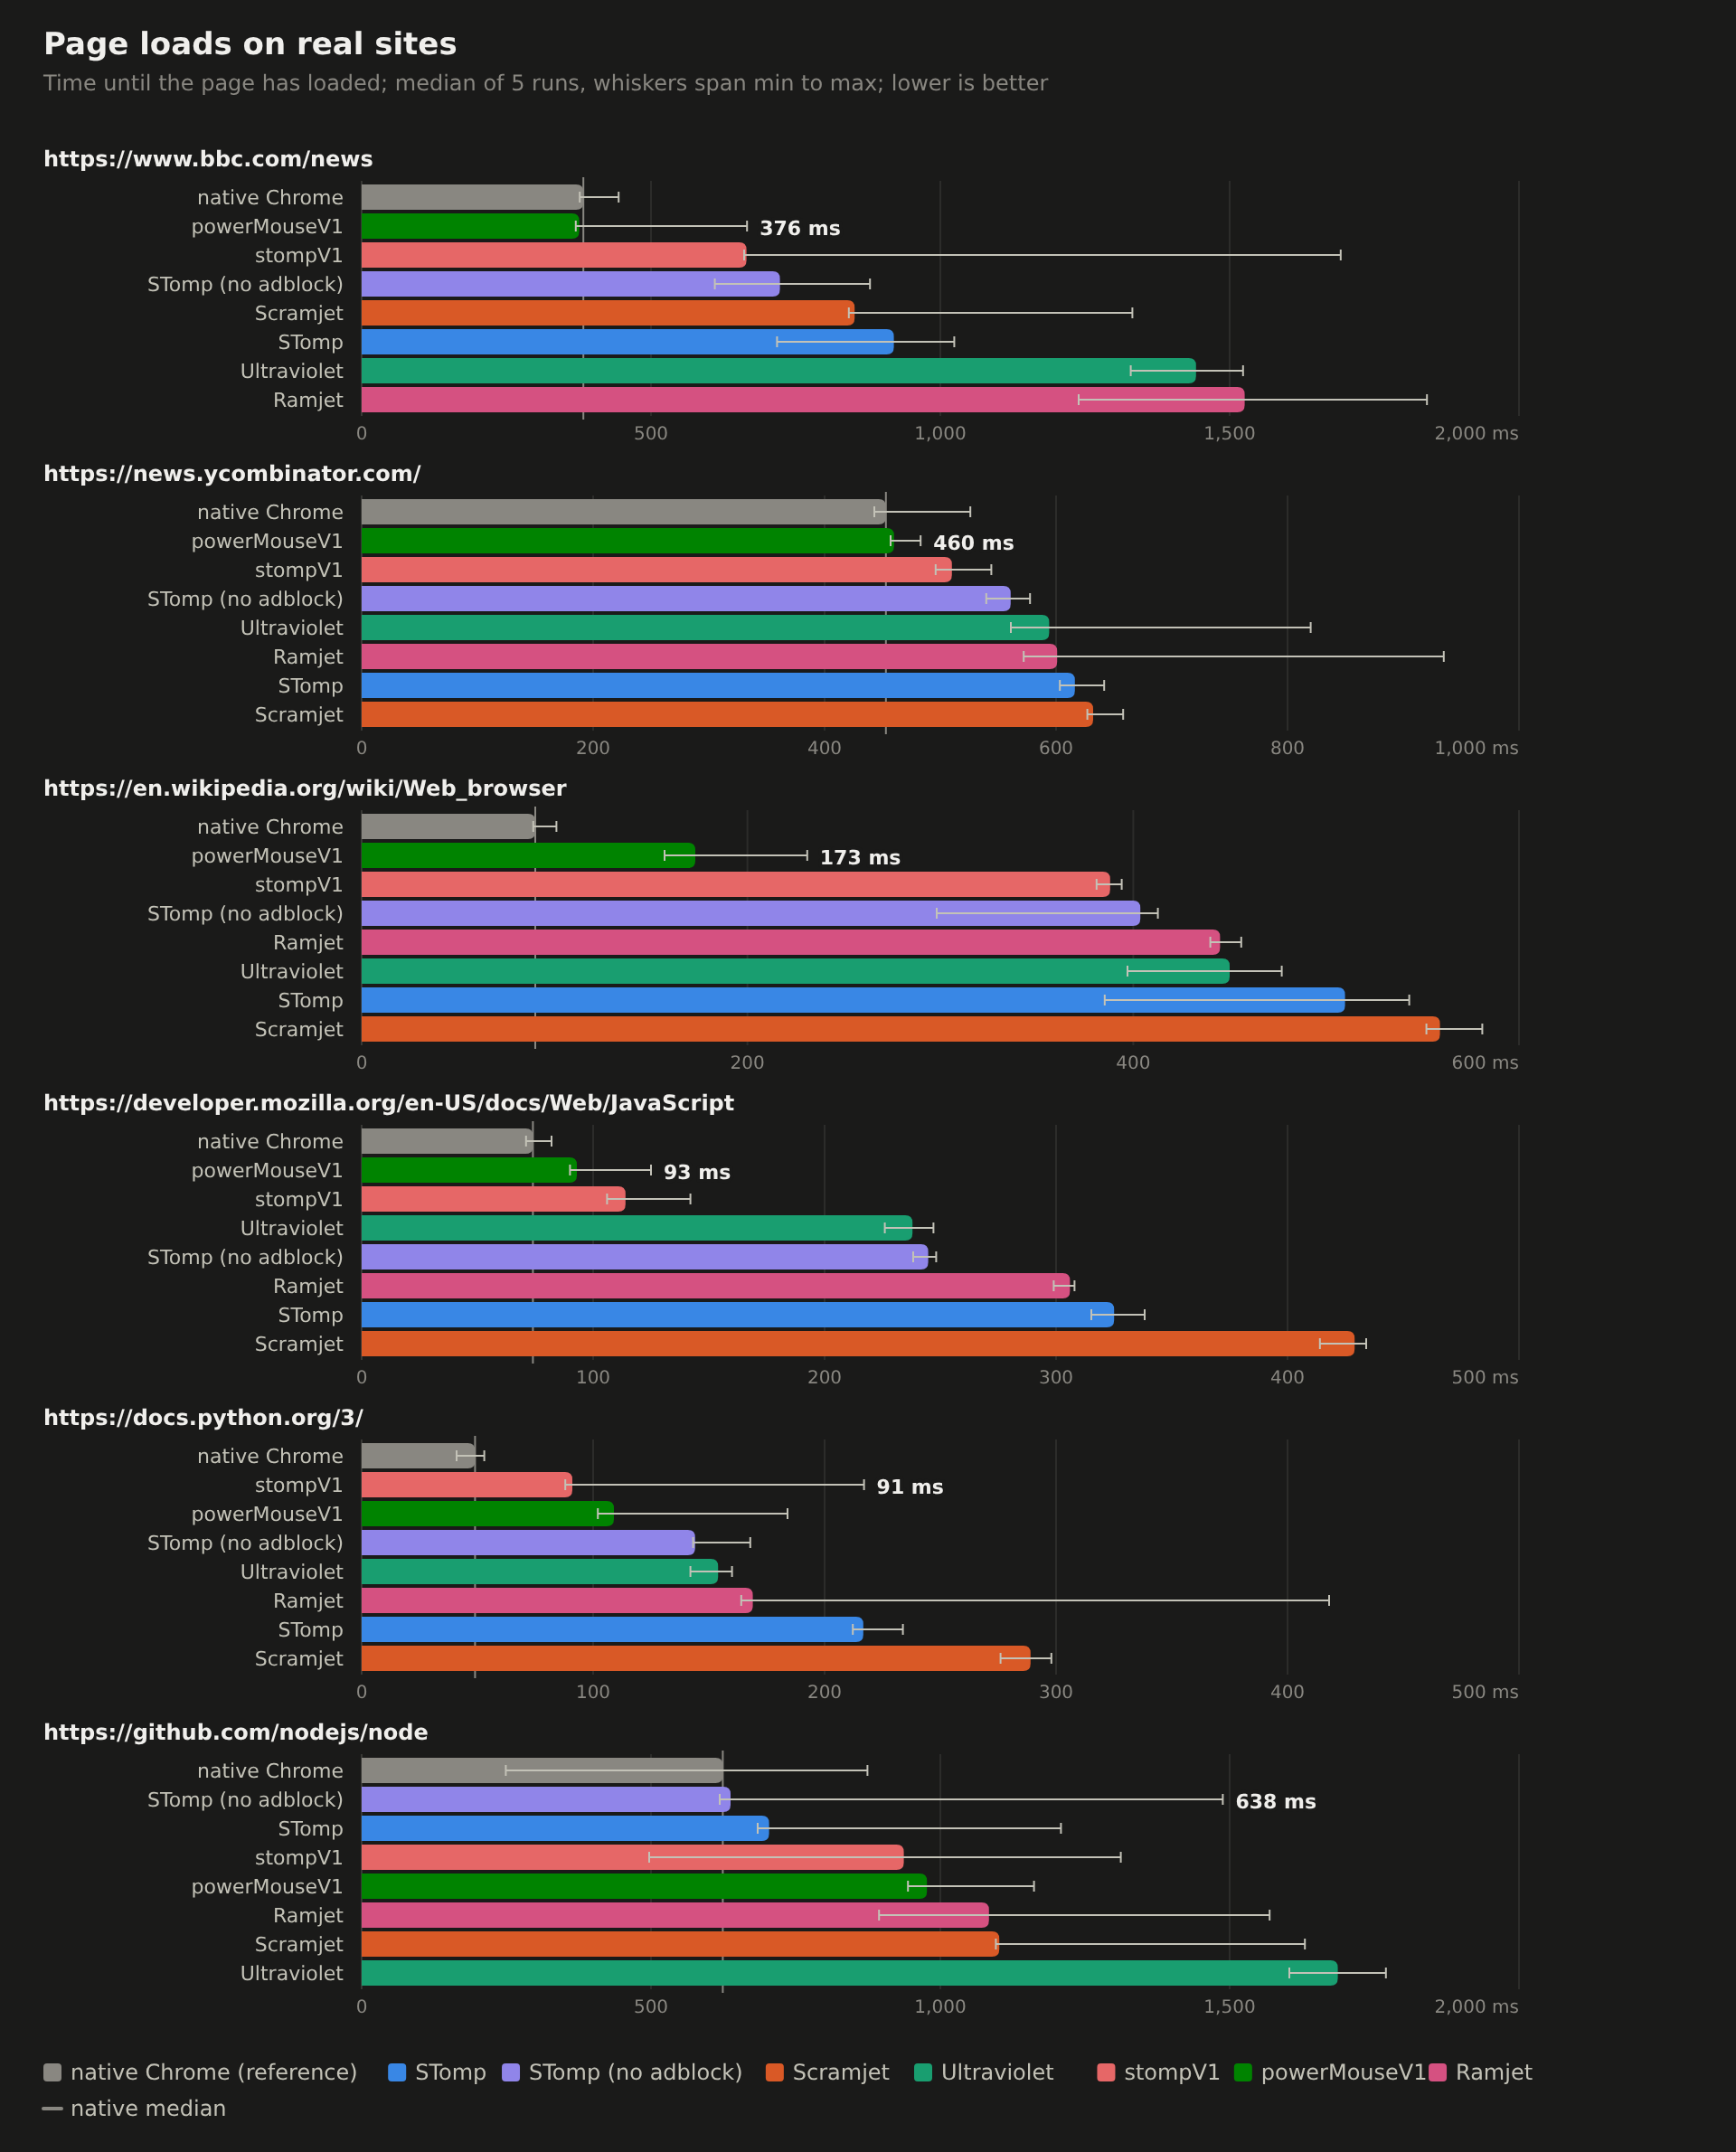 Page loads on real sites
Time until the page has loaded; median of 5 runs, whiskers span min to max; lower is better
https://www.bbc.com/news
native Chrome
powerMouseV1 376 ms
stompV1
STomp (no adblock)
Scramjet
STomp
Ultraviolet
Ramjet
0 500 1,000 1,500 2,000 ms
https://news.ycombinator.com/
native Chrome
powerMouseV1 460 ms
stompV1
STomp (no adblock)
Ultraviolet
Ramjet
STomp
Scramjet
0 200 400 600 800 1,000 ms
https://en.wikipedia.org/wiki/Web_browser
native Chrome
powerMouseV1 173 ms
stompV1
STomp (no adblock)
Ramjet
Ultraviolet
STomp
Scramjet
0 200 400 600 ms
https://developer.mozilla.org/en-US/docs/Web/JavaScript
native Chrome
powerMouseV1 93 ms
stompV1
Ultraviolet
STomp (no adblock)
Ramjet
STomp
Scramjet
0 100 200 300 400 500 ms
https://docs.python.org/3/
native Chrome
stompV1 91 ms
powerMouseV1
STomp (no adblock)
Ultraviolet
Ramjet
STomp
Scramjet
0 100 200 300 400 500 ms
https://github.com/nodejs/node
native Chrome
STomp (no adblock) 638 ms
STomp
stompV1
powerMouseV1
Ramjet
Scramjet
Ultraviolet
0 500 1,000 1,500 2,000 ms
native Chrome (reference) STomp STomp (no adblock) Scramjet Ultraviolet stompV1 powerMouseV1 Ramjet
native median